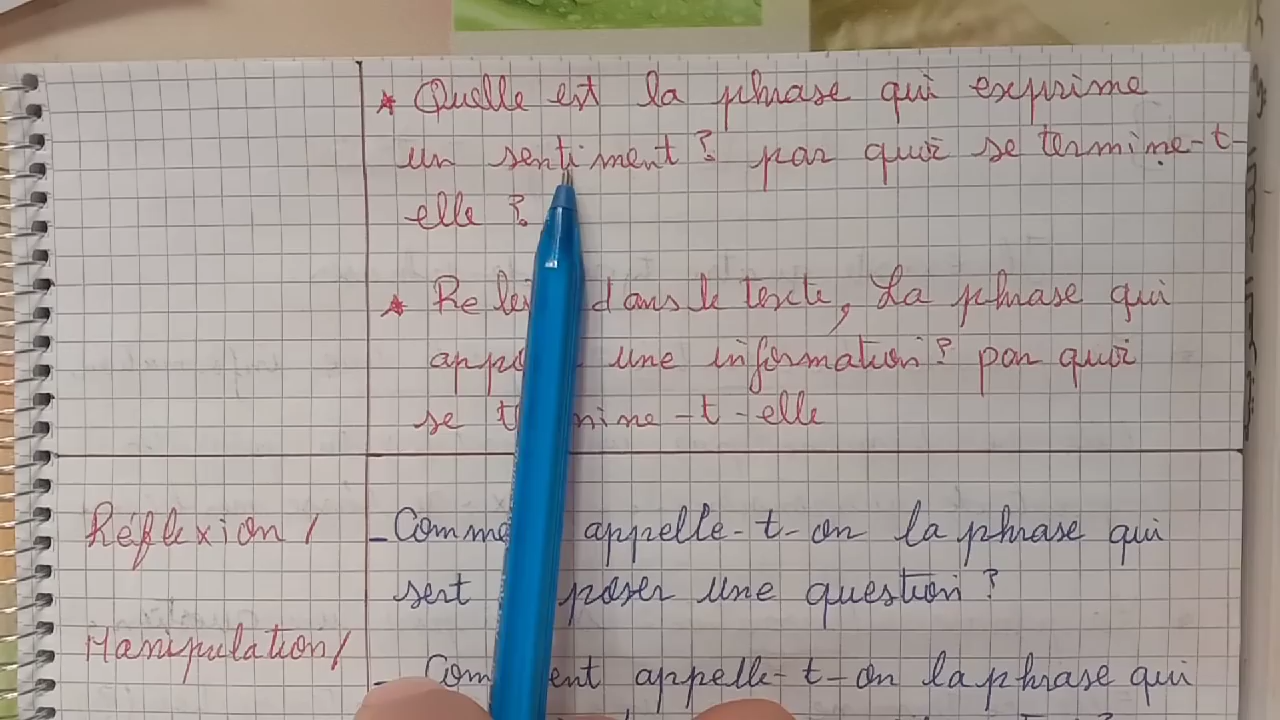 * Quelle est la phrase qui exprime
un sentiment ? par quoi se termine-t-
elle ?
* dans le texte, La phrase qui
une information ? par quoi
se -t-elle
Réflexion /
- appelle-t-on la phrase qui
sert poser une question ?
Manipulation /
- appelle-t-on la phrase qui